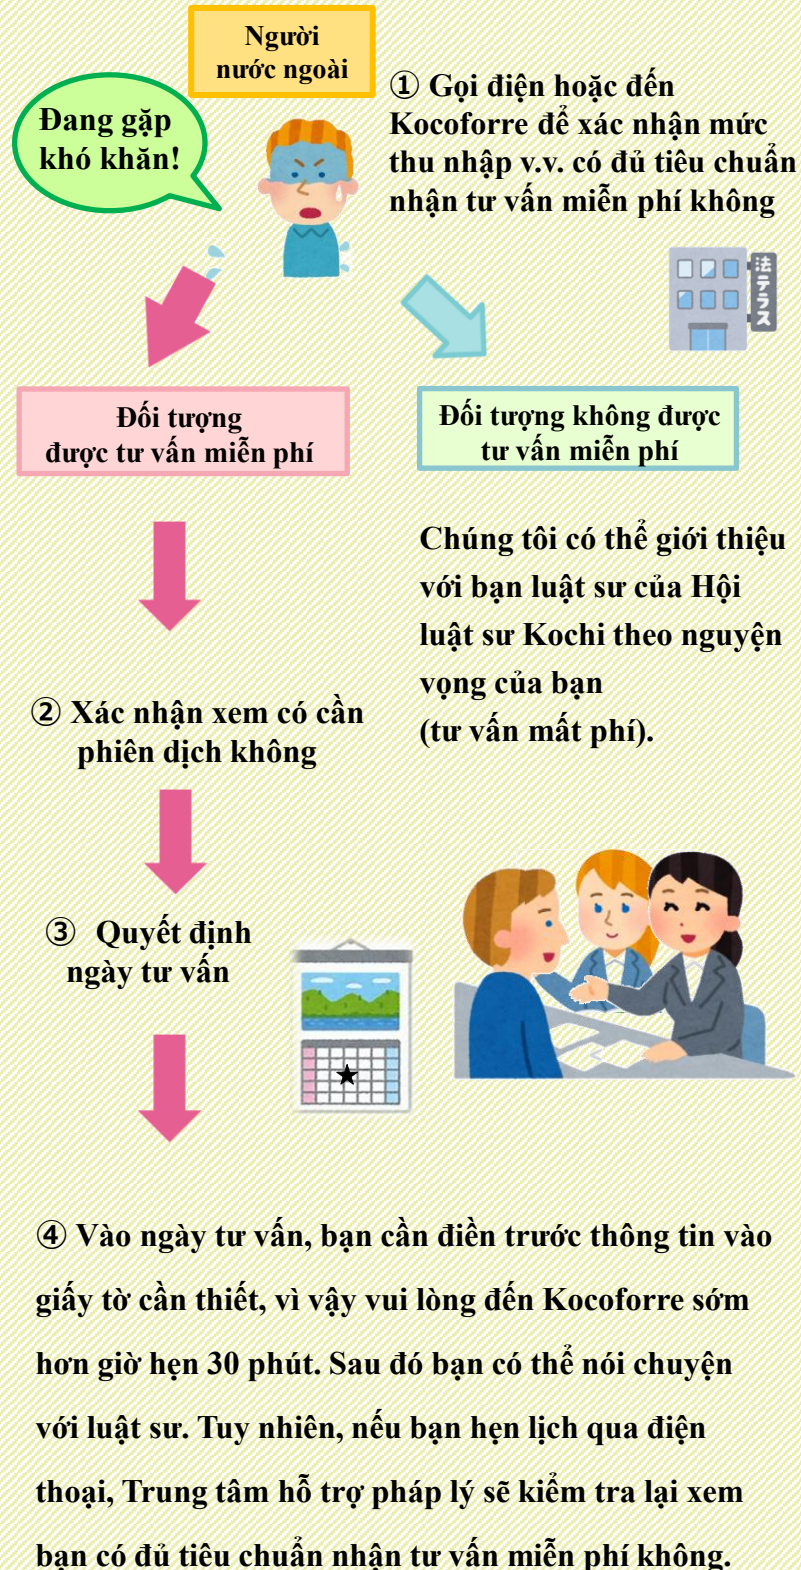 Người
nước ngoài
Đang gặp
khó khăn!
① Gọi điện hoặc đến
Kocoforre để xác nhận mức
thu nhập v.v. có đủ tiêu chuẩn
nhận tư vấn miễn phí không
法テラス
Đối tượng
được tư vấn miễn phí
Đối tượng không được
tư vấn miễn phí
Chúng tôi có thể giới thiệu
với bạn luật sư của Hội
luật sư Kochi theo nguyện
vọng của bạn
(tư vấn mất phí).
② Xác nhận xem có cần
phiên dịch không
③ Quyết định
ngày tư vấn
④ Vào ngày tư vấn, bạn cần điền trước thông tin vào
giấy tờ cần thiết, vì vậy vui lòng đến Kocoforre sớm
hơn giờ hẹn 30 phút. Sau đó bạn có thể nói chuyện
với luật sư. Tuy nhiên, nếu bạn hẹn lịch qua điện
thoại, Trung tâm hỗ trợ pháp lý sẽ kiểm tra lại xem
bạn có đủ tiêu chuẩn nhận tư vấn miễn phí không.